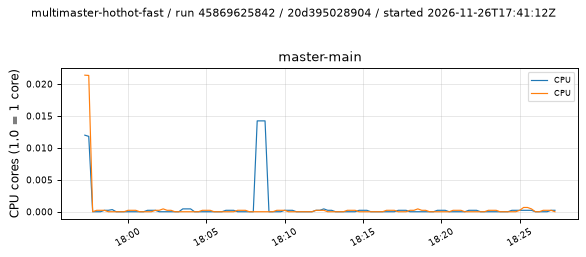 multimaster-hothot-fast / run 45869625842 / 20d395028904 / started 2026-11-26T17:41:12Z
master-main
CPU cores (1.0 = 1 core)
0.020
0.015
0.010
0.005
0.000
CPU
CPU
18:00
18:05
18:10
18:15
18:20
18:25